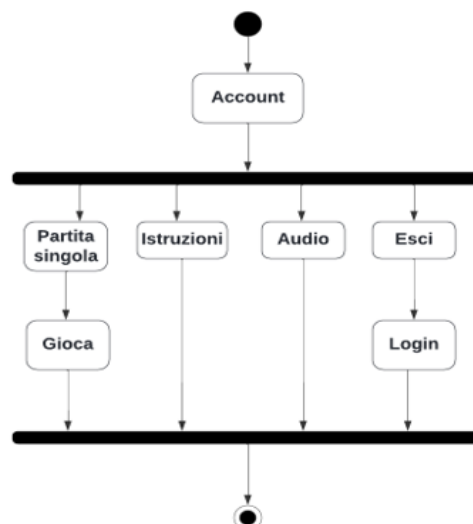 Account
Partita
singola
Istruzioni
Audio
Esci
Gioca
Login